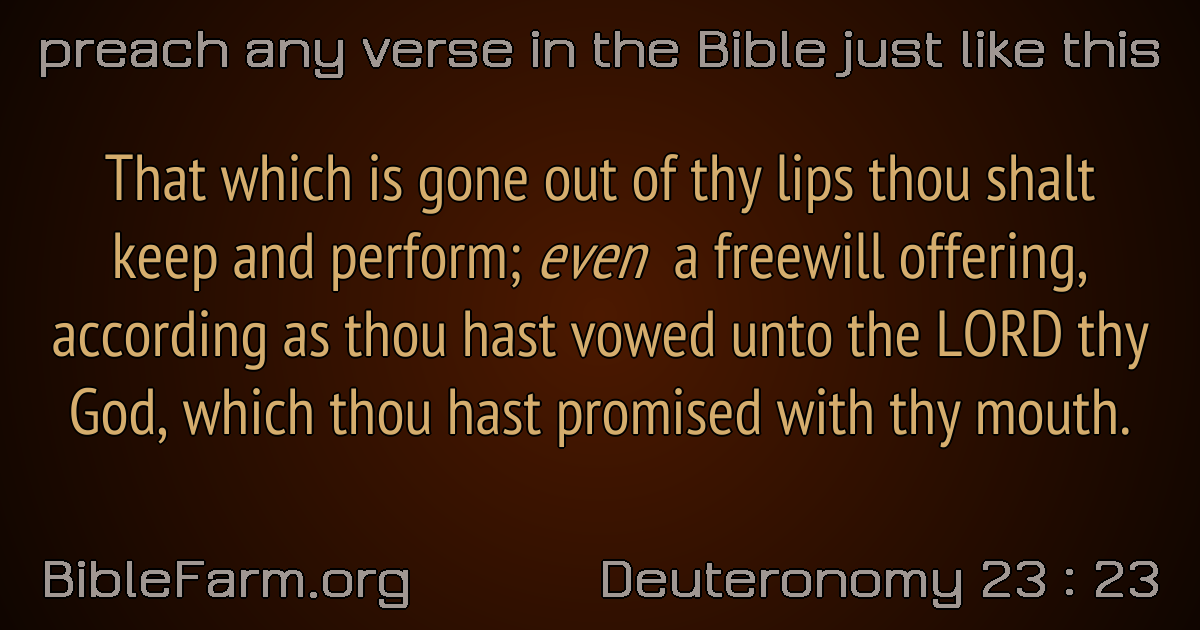 preach any verse in the Bible just like this
That which is gone out of thy lips thou shalt
keep and perform; even a freewill offering,
according as thou hast vowed unto the LORD thy
God, which thou hast promised with thy mouth.
BibleFarm.org
Deuteronomy 23 : 23